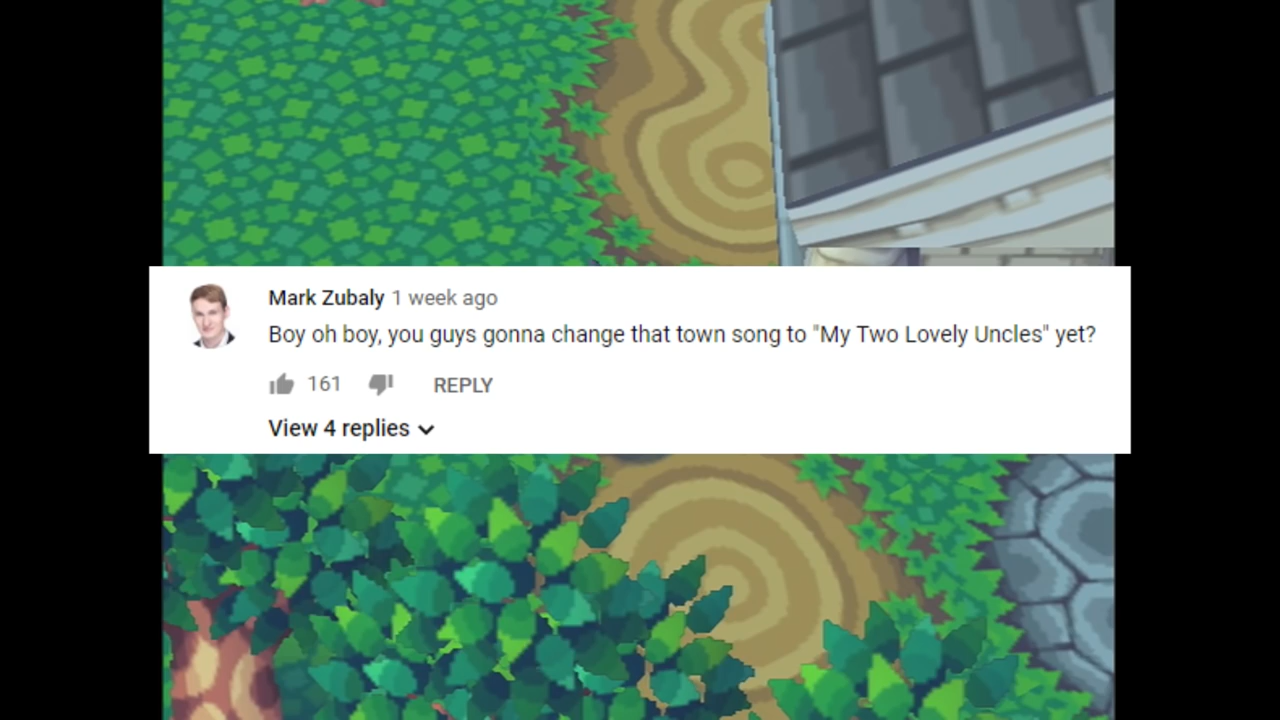 Mark Zubaly 1 week ago
Boy oh boy, you guys gonna change that town song to "My Two Lovely Uncles" yet?
161 REPLY
View 4 replies